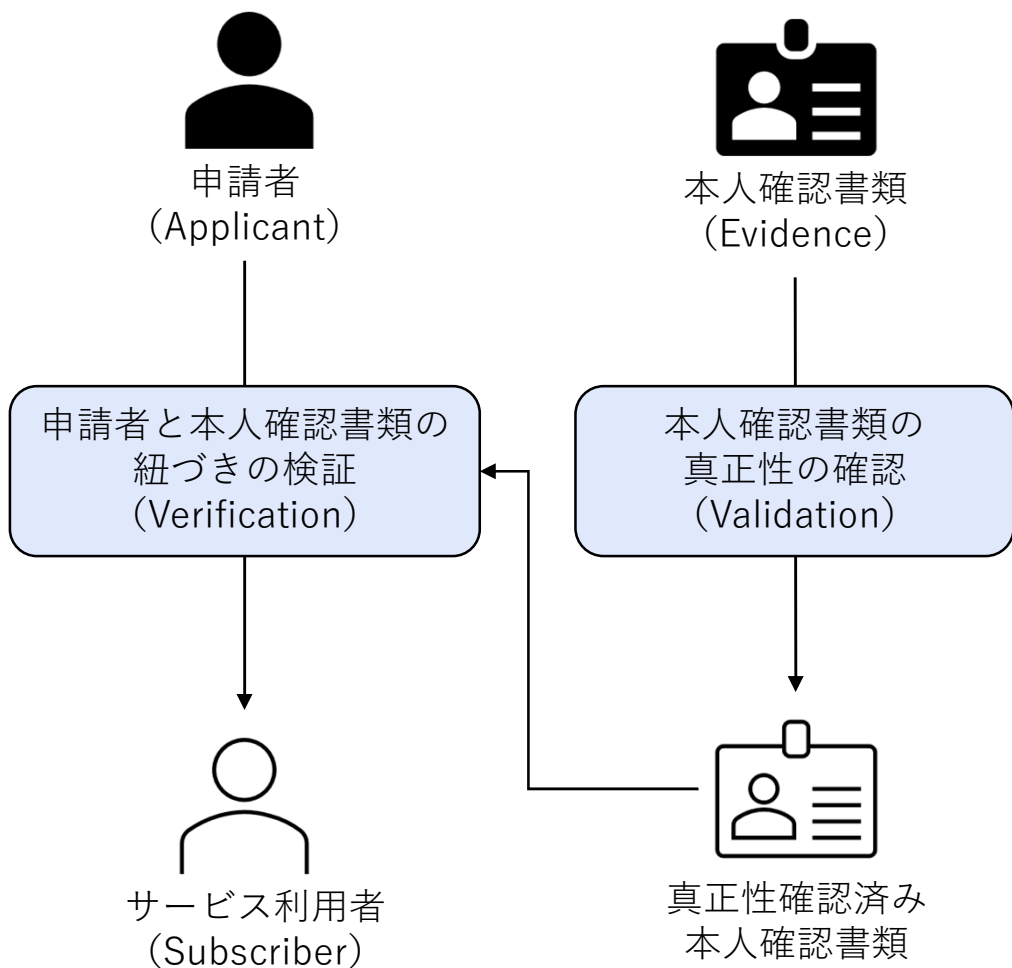 申請者
（Applicant）
本人確認書類
（Evidence）
申請者と本人確認書類の
紐づきの検証
（Verification）
本人確認書類の
真正性の確認
（Validation）
サービス利用者
（Subscriber）
真正性確認済み
本人確認書類